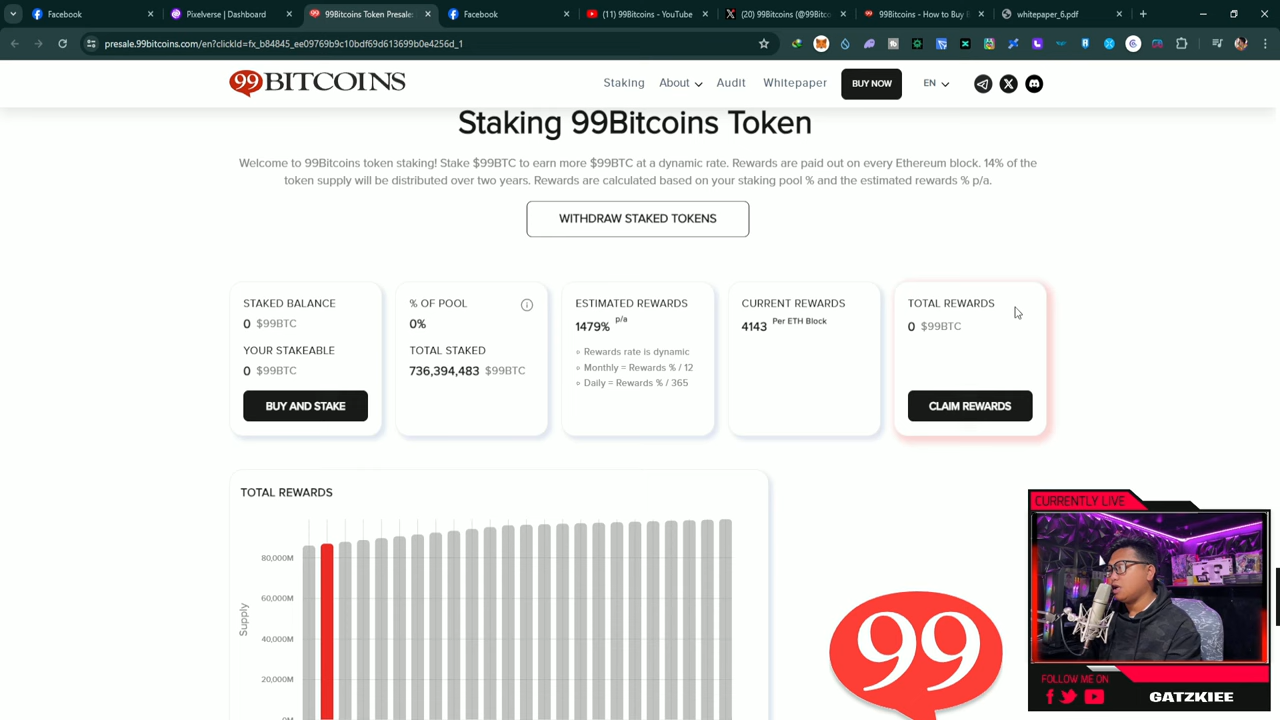 Facebook
Pixelverse | Dashboard
99Bitcoins Token Presale:
Facebook
(11) 99Bitcoins - YouTube
(20) 99Bitcoins (@99Bitc
99Bitcoins - How to Buy B
whitepaper_6.pdf
presale.99bitcoins.com/en?clickId=fx_b84845_ee09769b9c10bdf69d613699b0e4256d_1
99BITCOINS
Staking
About
Audit
Whitepaper
BUY NOW
EN
Staking 99Bitcoins Token
Welcome to 99Bitcoins token staking! Stake $99BTC to earn more $99BTC at a dynamic rate. Rewards are paid out on every Ethereum block. 14% of the
token supply will be distributed over two years. Rewards are calculated based on your staking pool % and the estimated rewards % p/a.
WITHDRAW STAKED TOKENS
STAKED BALANCE
0 $99BTC
YOUR STAKEABLE
0 $99BTC
BUY AND STAKE
% OF POOL
0%
TOTAL STAKED
736,394,483 $99BTC
ESTIMATED REWARDS
1479% p/a
Rewards rate is dynamic
Monthly = Rewards % / 12
Daily = Rewards % / 365
CURRENT REWARDS
4143 Per ETH Block
TOTAL REWARDS
0 $99BTC
CLAIM REWARDS
TOTAL REWARDS
80,000M
60,000M
40,000M
20,000M
0M
Supply
99
CURRENTLY LIVE
FOLLOW ME ON
GATZKIEE